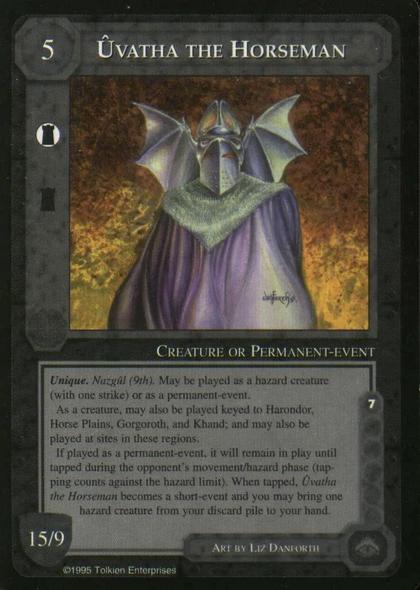 5
ÛVATHA THE HORSEMAN
CREATURE OR PERMANENT-EVENT
Unique. Nazgûl (9th). May be played as a hazard creature
(with one strike) or as a permanent-event.
As a creature, may also be played keyed to Harondor,
Horse Plains, Gorgoroth, and Khand; and may also be
played at sites in these regions.
If played as a permanent-event, it will remain in play until
tapped during the opponent's movement/hazard phase (tap-
ping counts against the hazard limit). When tapped, Ûvatha
the Horseman becomes a short-event and you may bring one
hazard creature from your discard pile to your hand.
7
15/9
ART BY LIZ DANFORTH
©1995 Tolkien Enterprises